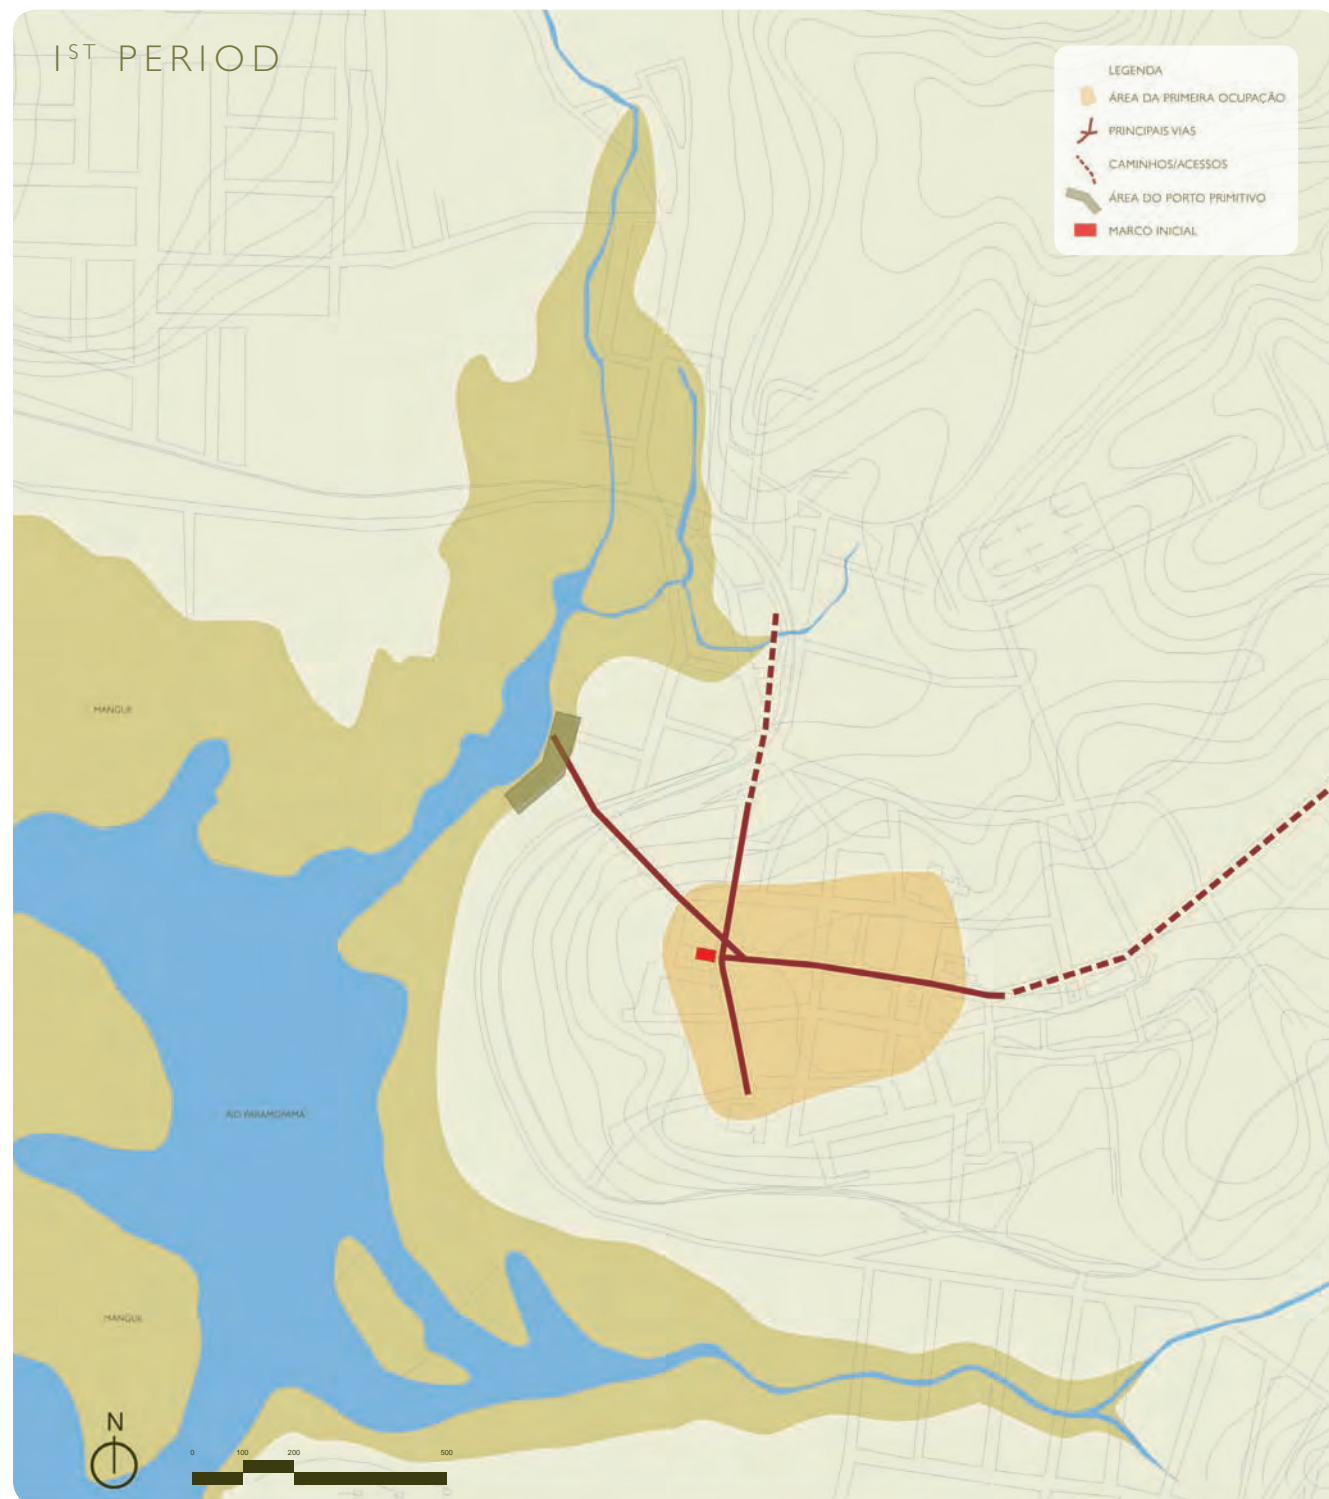 1ST PERIOD
LEGENDA
ÁREA DA PRIMEIRA OCUPAÇÃO
PRINCIPAIS VIAS
CAMINHOS/ACESSOS
ÁREA DO PORTO PRIMITIVO
MARCO INICIAL
MANGUE
RIO PARAMOPAMA
MANGUE
N
0 100 200 500